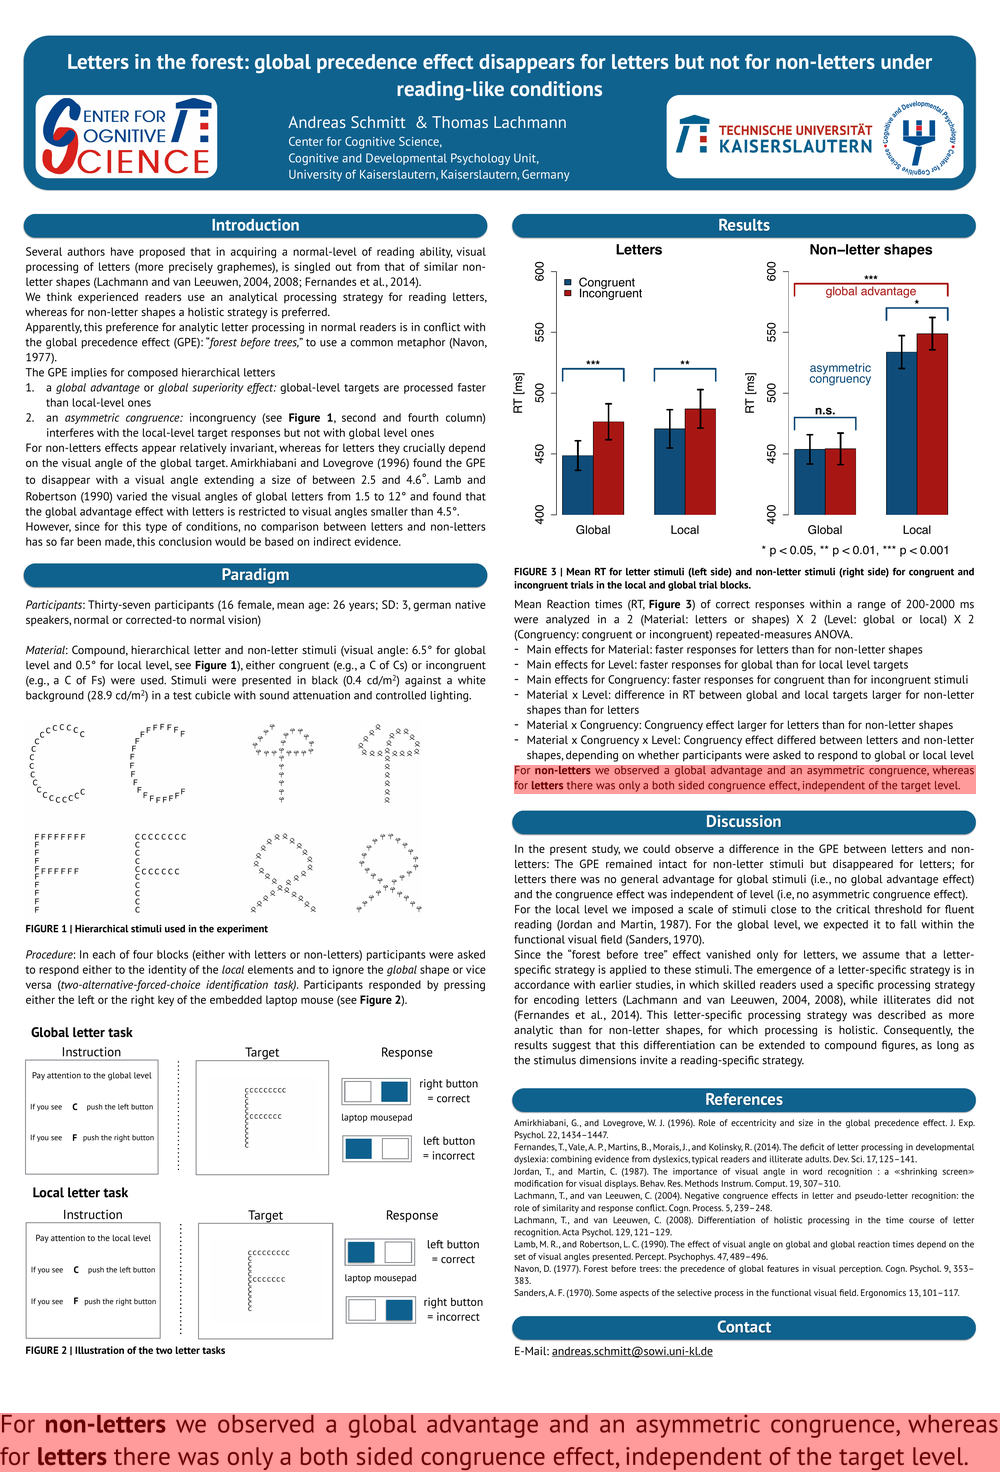 Letters in the forest: global precedence effect disappears for letters but not for non-letters under
reading-like conditions
CENTER FOR
COGNITIVE
SCIENCE
Andreas Schmitt & Thomas Lachmann
Center for Cognitive Science,
Cognitive and Developmental Psychology Unit,
University of Kaiserslautern, Kaiserslautern, Germany
TECHNISCHE UNIVERSITÄT
KAISERSLAUTERN
Cognitive and Developmental Psychology
Center for Cognitive Science
Introduction
Several authors have proposed that in acquiring a normal-level of reading ability, visual
processing of letters (more precisely graphemes), is singled out from that of similar non-
letter shapes (Lachmann and van Leeuwen, 2004, 2008; Fernandes et al., 2014).
We think experienced readers use an analytical processing strategy for reading letters,
whereas for non-letter shapes a holistic strategy is preferred.
Apparently, this preference for analytic letter processing in normal readers is in conflict with
the global precedence effect (GPE): "forest before trees," to use a common metaphor (Navon,
1977).
The GPE implies for composed hierarchical letters
1. a global advantage or global superiority effect: global-level targets are processed faster
than local-level ones
2. an asymmetric congruence: incongruency (see Figure 1, second and fourth column)
interferes with the local-level target responses but not with global level ones
For non-letters effects appear relatively invariant, whereas for letters they crucially depend
on the visual angle of the global target. Amirkhiabani and Lovegrove (1996) found the GPE
to disappear with a visual angle extending a size of between 2.5 and 4.6°. Lamb and
Robertson (1990) varied the visual angles of global letters from 1.5 to 12° and found that
the global advantage effect with letters is restricted to visual angles smaller than 4.5°.
However, since for this type of conditions, no comparison between letters and non-letters
has so far been made, this conclusion would be based on indirect evidence.
Paradigm
Participants: Thirty-seven participants (16 female, mean age: 26 years; SD: 3, german native
speakers, normal or corrected-to normal vision)
Material: Compound, hierarchical letter and non-letter stimuli (visual angle: 6.5° for global
level and 0.5° for local level, see Figure 1), either congruent (e.g., a C of Cs) or incongruent
(e.g., a C of Fs) were used. Stimuli were presented in black (0.4 cd/m²) against a white
background (28.9 cd/m²) in a test cubicle with sound attenuation and controlled lighting.
FIGURE 1 | Hierarchical stimuli used in the experiment
Procedure: In each of four blocks (either with letters or non-letters) participants were asked
to respond either to the identity of the local elements and to ignore the global shape or vice
versa (two-alternative-forced-choice identification task). Participants responded by pressing
either the left or the right key of the embedded laptop mouse (see Figure 2).
Global letter task
Instruction Target Response
Pay attention to the global level
If you see C push the left button
If you see F push the right button
right button
= correct
laptop mousepad
left button
= incorrect
Local letter task
Instruction Target Response
Pay attention to the local level
If you see C push the left button
If you see F push the right button
left button
= correct
laptop mousepad
right button
= incorrect
FIGURE 2 | Illustration of the two letter tasks
Results
Letters
Congruent
Incongruent
RT [ms]
600
550
500
450
400
***
**
Global Local
Non–letter shapes
RT [ms]
600
550
500
450
400
***
global advantage
*
asymmetric
congruency
n.s.
Global Local
* p < 0.05, ** p < 0.01, *** p < 0.001
FIGURE 3 | Mean RT for letter stimuli (left side) and non-letter stimuli (right side) for congruent and
incongruent trials in the local and global trial blocks.
Mean Reaction times (RT, Figure 3) of correct responses within a range of 200-2000 ms
were analyzed in a 2 (Material: letters or shapes) X 2 (Level: global or local) X 2
(Congruency: congruent or incongruent) repeated-measures ANOVA.
- Main effects for Material: faster responses for letters than for non-letter shapes
- Main effects for Level: faster responses for global than for local level targets
- Main effects for Congruency: faster responses for congruent than for incongruent stimuli
- Material x Level: difference in RT between global and local targets larger for non-letter
shapes than for letters
- Material x Congruency: Congruency effect larger for letters than for non-letter shapes
- Material x Congruency x Level: Congruency effect differed between letters and non-letter
shapes, depending on whether participants were asked to respond to global or local level
For non-letters we observed a global advantage and an asymmetric congruence, whereas
for letters there was only a both sided congruence effect, independent of the target level.
Discussion
In the present study, we could observe a difference in the GPE between letters and non-
letters: The GPE remained intact for non-letter stimuli but disappeared for letters; for
letters there was no general advantage for global stimuli (i.e., no global advantage effect)
and the congruence effect was independent of level (i.e, no asymmetric congruence effect).
For the local level we imposed a scale of stimuli close to the critical threshold for fluent
reading (Jordan and Martin, 1987). For the global level, we expected it to fall within the
functional visual field (Sanders, 1970).
Since the "forest before tree" effect vanished only for letters, we assume that a letter-
specific strategy is applied to these stimuli. The emergence of a letter-specific strategy is in
accordance with earlier studies, in which skilled readers used a specific processing strategy
for encoding letters (Lachmann and van Leeuwen, 2004, 2008), while illiterates did not
(Fernandes et al., 2014). This letter-specific processing strategy was described as more
analytic than for non-letter shapes, for which processing is holistic. Consequently, the
results suggest that this differentiation can be extended to compound figures, as long as
the stimulus dimensions invite a reading-specific strategy.
References
Amirkhiabani, G., and Lovegrove, W. J. (1996). Role of eccentricity and size in the global precedence effect. J. Exp.
Psychol. 22, 1434–1447.
Fernandes, T., Vale, A. P., Martins, B., Morais, J., and Kolinsky, R. (2014). The deficit of letter processing in developmental
dyslexia: combining evidence from dyslexics, typical readers and illiterate adults. Dev. Sci. 17, 125–141.
Jordan, T., and Martin, C. (1987). The importance of visual angle in word recognition : a «shrinking screen»
modification for visual displays. Behav. Res. Methods Instrum. Comput. 19, 307–310.
Lachmann, T., and van Leeuwen, C. (2004). Negative congruence effects in letter and pseudo-letter recognition: the
role of similarity and response conflict. Cogn. Process. 5, 239–248.
Lachmann, T., and van Leeuwen, C. (2008). Differentiation of holistic processing in the time course of letter
recognition. Acta Psychol. 129, 121–129.
Lamb, M. R., and Robertson, L. C. (1990). The effect of visual angle on global and global reaction times depend on the
set of visual angles presented. Percept. Psychophys. 47, 489–496.
Navon, D. (1977). Forest before trees: the precedence of global features in visual perception. Cogn. Psychol. 9, 353–
383.
Sanders, A. F. (1970). Some aspects of the selective process in the functional visual field. Ergonomics 13, 101–117.
Contact
E-Mail: andreas.schmitt@sowi.uni-kl.de
For non-letters we observed a global advantage and an asymmetric congruence, whereas
for letters there was only a both sided congruence effect, independent of the target level.